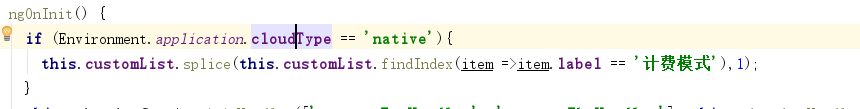 ngOnInit() {
if (Environment.application.cloudType == 'native'){
this.customList.splice(this.customList.findIndex(item =>item.label == '计费模式'),1);
}